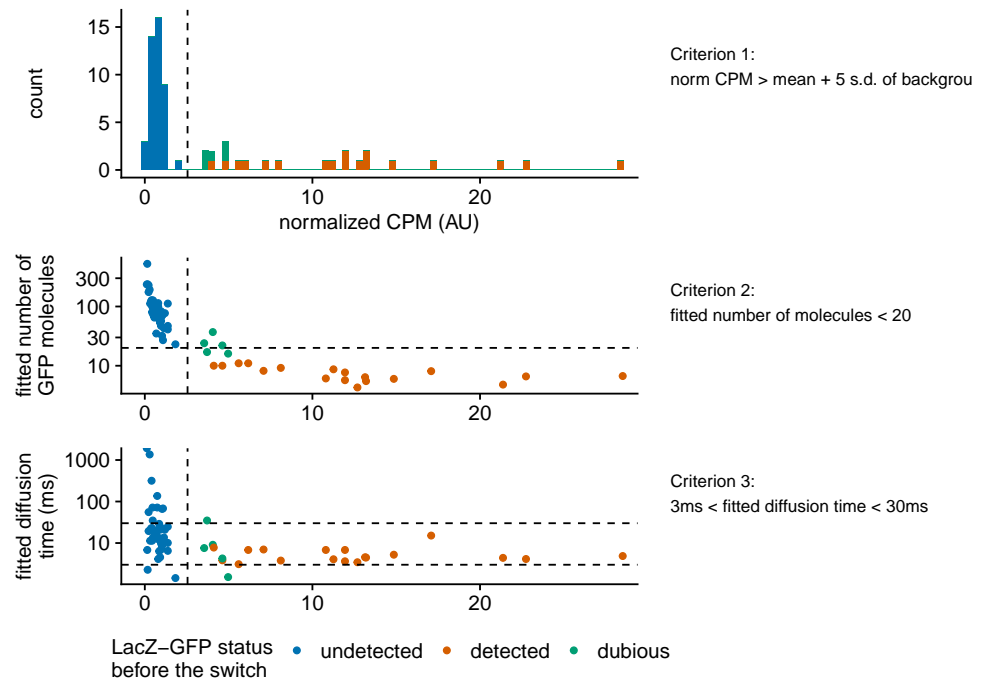 15
10
5
0
count
0
10
20
normalized CPM (AU)
Criterion 1:
norm CPM > mean + 5 s.d. of backgrou
300
100
30
10
fitted number of
GFP molecules
0
10
20
Criterion 2:
fitted number of molecules < 20
1000
100
10
fitted diffusion
time (ms)
0
10
20
Criterion 3:
3ms < fitted diffusion time < 30ms
LacZ−GFP status
before the switch
undetected
detected
dubious